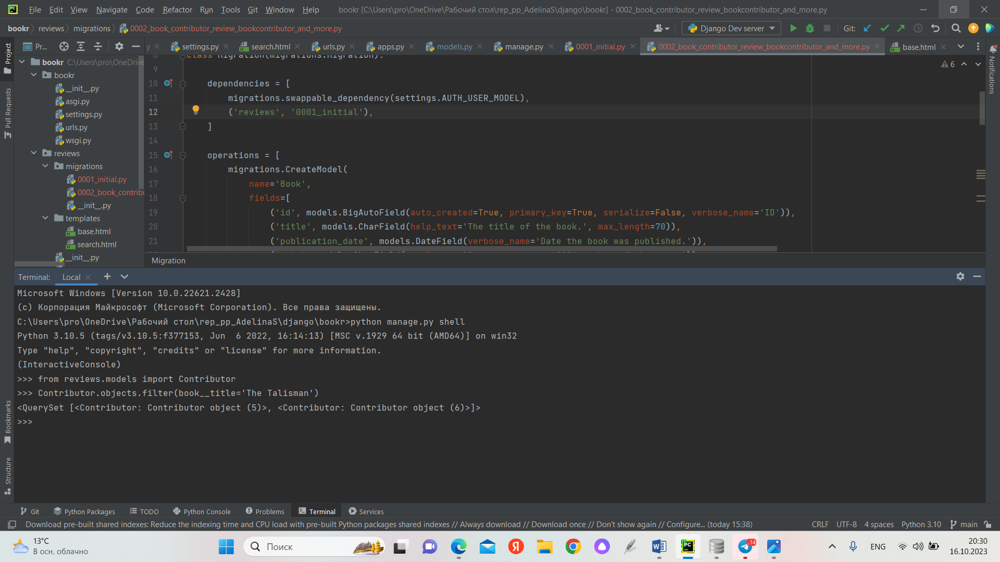 File Edit View Navigate Code Refactor Run Tools Git Window Help bookr [C:\Users\pro\OneDrive\Рабочий стол\rep_pp_AdelinaS\django\bookr] - 0002_book_contributor_review_bookcontributor_and_more.py
bookr reviews migrations 0002_book_contributor_review_bookcontributor_and_more.py Django Dev server Git:
Pr... y settings.py search.html urls.py apps.py models.py manage.py 0001_initial.py 0002_book_contributor_review_bookcontributor_and_more.py base.html
Project
Pull Requests
Bookmarks
Structure
Notifications
bookr C:\Users\pro\OneDrive
bookr
__init__.py
asgi.py
settings.py
urls.py
wsgi.py
reviews
migrations
0001_initial.py
0002_book_contribu
__init__.py
templates
base.html
search.html
__init__.py
6
8 class Migration(migrations.Migration):
9
10 dependencies = [
11 migrations.swappable_dependency(settings.AUTH_USER_MODEL),
12 ('reviews', '0001_initial'),
13 ]
14
15 operations = [
16 migrations.CreateModel(
17 name='Book',
18 fields=[
19 ('id', models.BigAutoField(auto_created=True, primary_key=True, serialize=False, verbose_name='ID')),
20 ('title', models.CharField(help_text='The title of the book.', max_length=70)),
21 ('publication_date', models.DateField(verbose_name='Date the book was published.')),
Migration
Terminal: Local
Microsoft Windows [Version 10.0.22621.2428]
(c) Корпорация Майкрософт (Microsoft Corporation). Все права защищены.
C:\Users\pro\OneDrive\Рабочий стол\rep_pp_AdelinaS\django\bookr>python manage.py shell
Python 3.10.5 (tags/v3.10.5:f377153, Jun  6 2022, 16:14:13) [MSC v.1929 64 bit (AMD64)] on win32
Type "help", "copyright", "credits" or "license" for more information.
(InteractiveConsole)
>>> from reviews.models import Contributor
>>> Contributor.objects.filter(book__title='The Talisman')
<QuerySet [<Contributor: Contributor object (5)>, <Contributor: Contributor object (6)>]>
>>>
Git Python Packages TODO Python Console Problems Terminal Services
Download pre-built shared indexes: Reduce the indexing time and CPU load with pre-built Python packages shared indexes // Always download // Download once // Don't show again // Configure... (today 15:38) CRLF UTF-8 4 spaces Python 3.10 main
13°C
В осн. облачно
Поиск
14
ENG
20:30
16.10.2023